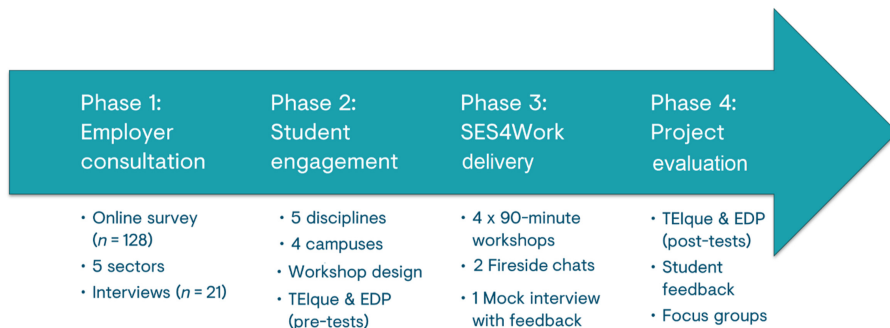 Phase 1:
Employer
consultation
• Online survey
(n = 128)
• 5 sectors
• Interviews (n = 21)
Phase 2:
Student
engagement
• 5 disciplines
• 4 campuses
• Workshop design
• TEIque & EDP
(pre-tests)
Phase 3:
SES4Work
delivery
• 4 x 90-minute
workshops
• 2 Fireside chats
• 1 Mock interview
with feedback
Phase 4:
Project
evaluation
• TEIque & EDP
(post-tests)
• Student
feedback
• Focus groups